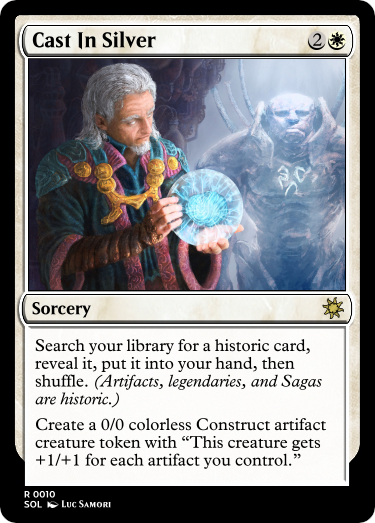 Cast In Silver 2
Sorcery
Search your library for a historic card,
reveal it, put it into your hand, then
shuffle. (Artifacts, legendaries, and Sagas
are historic.)
Create a 0/0 colorless Construct artifact
creature token with “This creature gets
+1/+1 for each artifact you control.”
R 0010
SOL Luc Samori